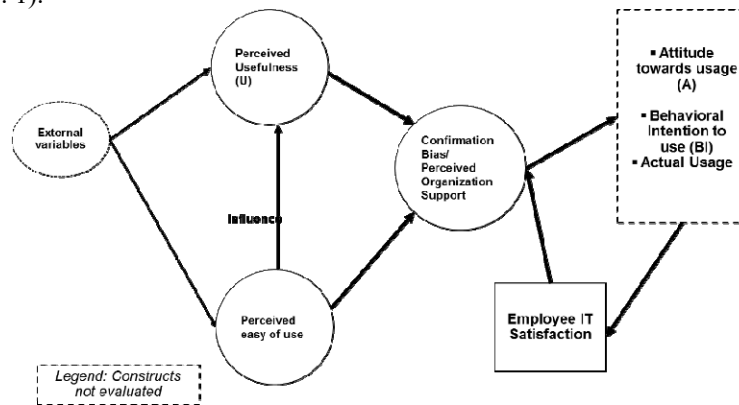 . 1).
Perceived
Usefulness
(U)
▪ Attitude
towards usage
(A)
▪ Behavioral
Intention to
use (BI)
▪ Actual Usage
External
variables
Confirmation
Bias/
Perceived
Organization
Support
Influence
Perceived
easy of use
Employee IT
Satisfaction
Legend: Constructs
not evaluated